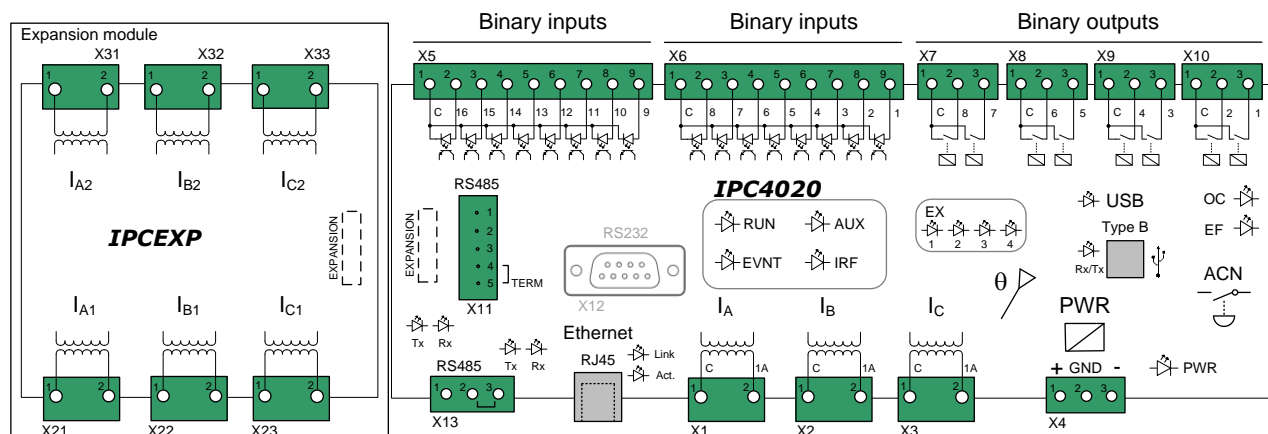 Binary inputs Binary inputs Binary outputs
Expansion module
X31 X32 X33 X5 X6 X7 X8 X9 X10
1 2 1 2 1 2 1 2 3 4 5 6 7 8 9 1 2 3 4 5 6 7 8 9 1 2 3 1 2 3 1 2 3 1 2 3
C 16 15 14 13 12 11 10 9 C 8 7 6 5 4 3 2 1 C 8 7 C 6 5 C 4 3 C 2 1
IA2 IB2 IC2
IPCEXP
EXPANSION
IA1 IB1 IC1
1 2 1 2 1 2
X21 X22 X23
EXPANSION
RS485
1
2
3
4
5
TERM
X11
RS232
X12
IPC4020
RUN AUX
EVNT IRF
EX
1 2 3 4
USB
Type B
Rx/Tx
OC
EF
ACN
θ
Tx Rx
RS485
1 2 3
X13
Tx Rx
Ethernet
RJ45
Link
Act.
IA IB IC
C 1A C 1A C 1A
1 2 1 2 1 2
X1 X2 X3
PWR
+ GND -
1 2 3
X4
PWR